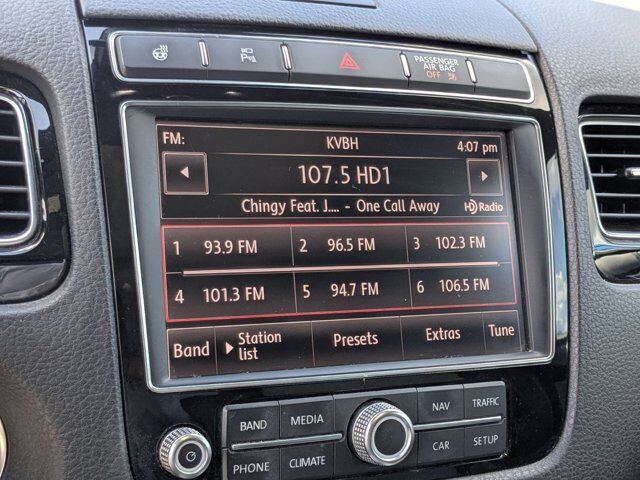 P
PASSENGER
AIR BAG
OFF
FM: KVBH 4:07 pm
107.5 HD1
Chingy Feat. J.... - One Call Away HD Radio
1 93.9 FM 2 96.5 FM 3 102.3 FM
4 101.3 FM 5 94.7 FM 6 106.5 FM
Band Station list Presets Extras Tune
BAND MEDIA NAV TRAFFIC
PHONE CLIMATE CAR SETUP